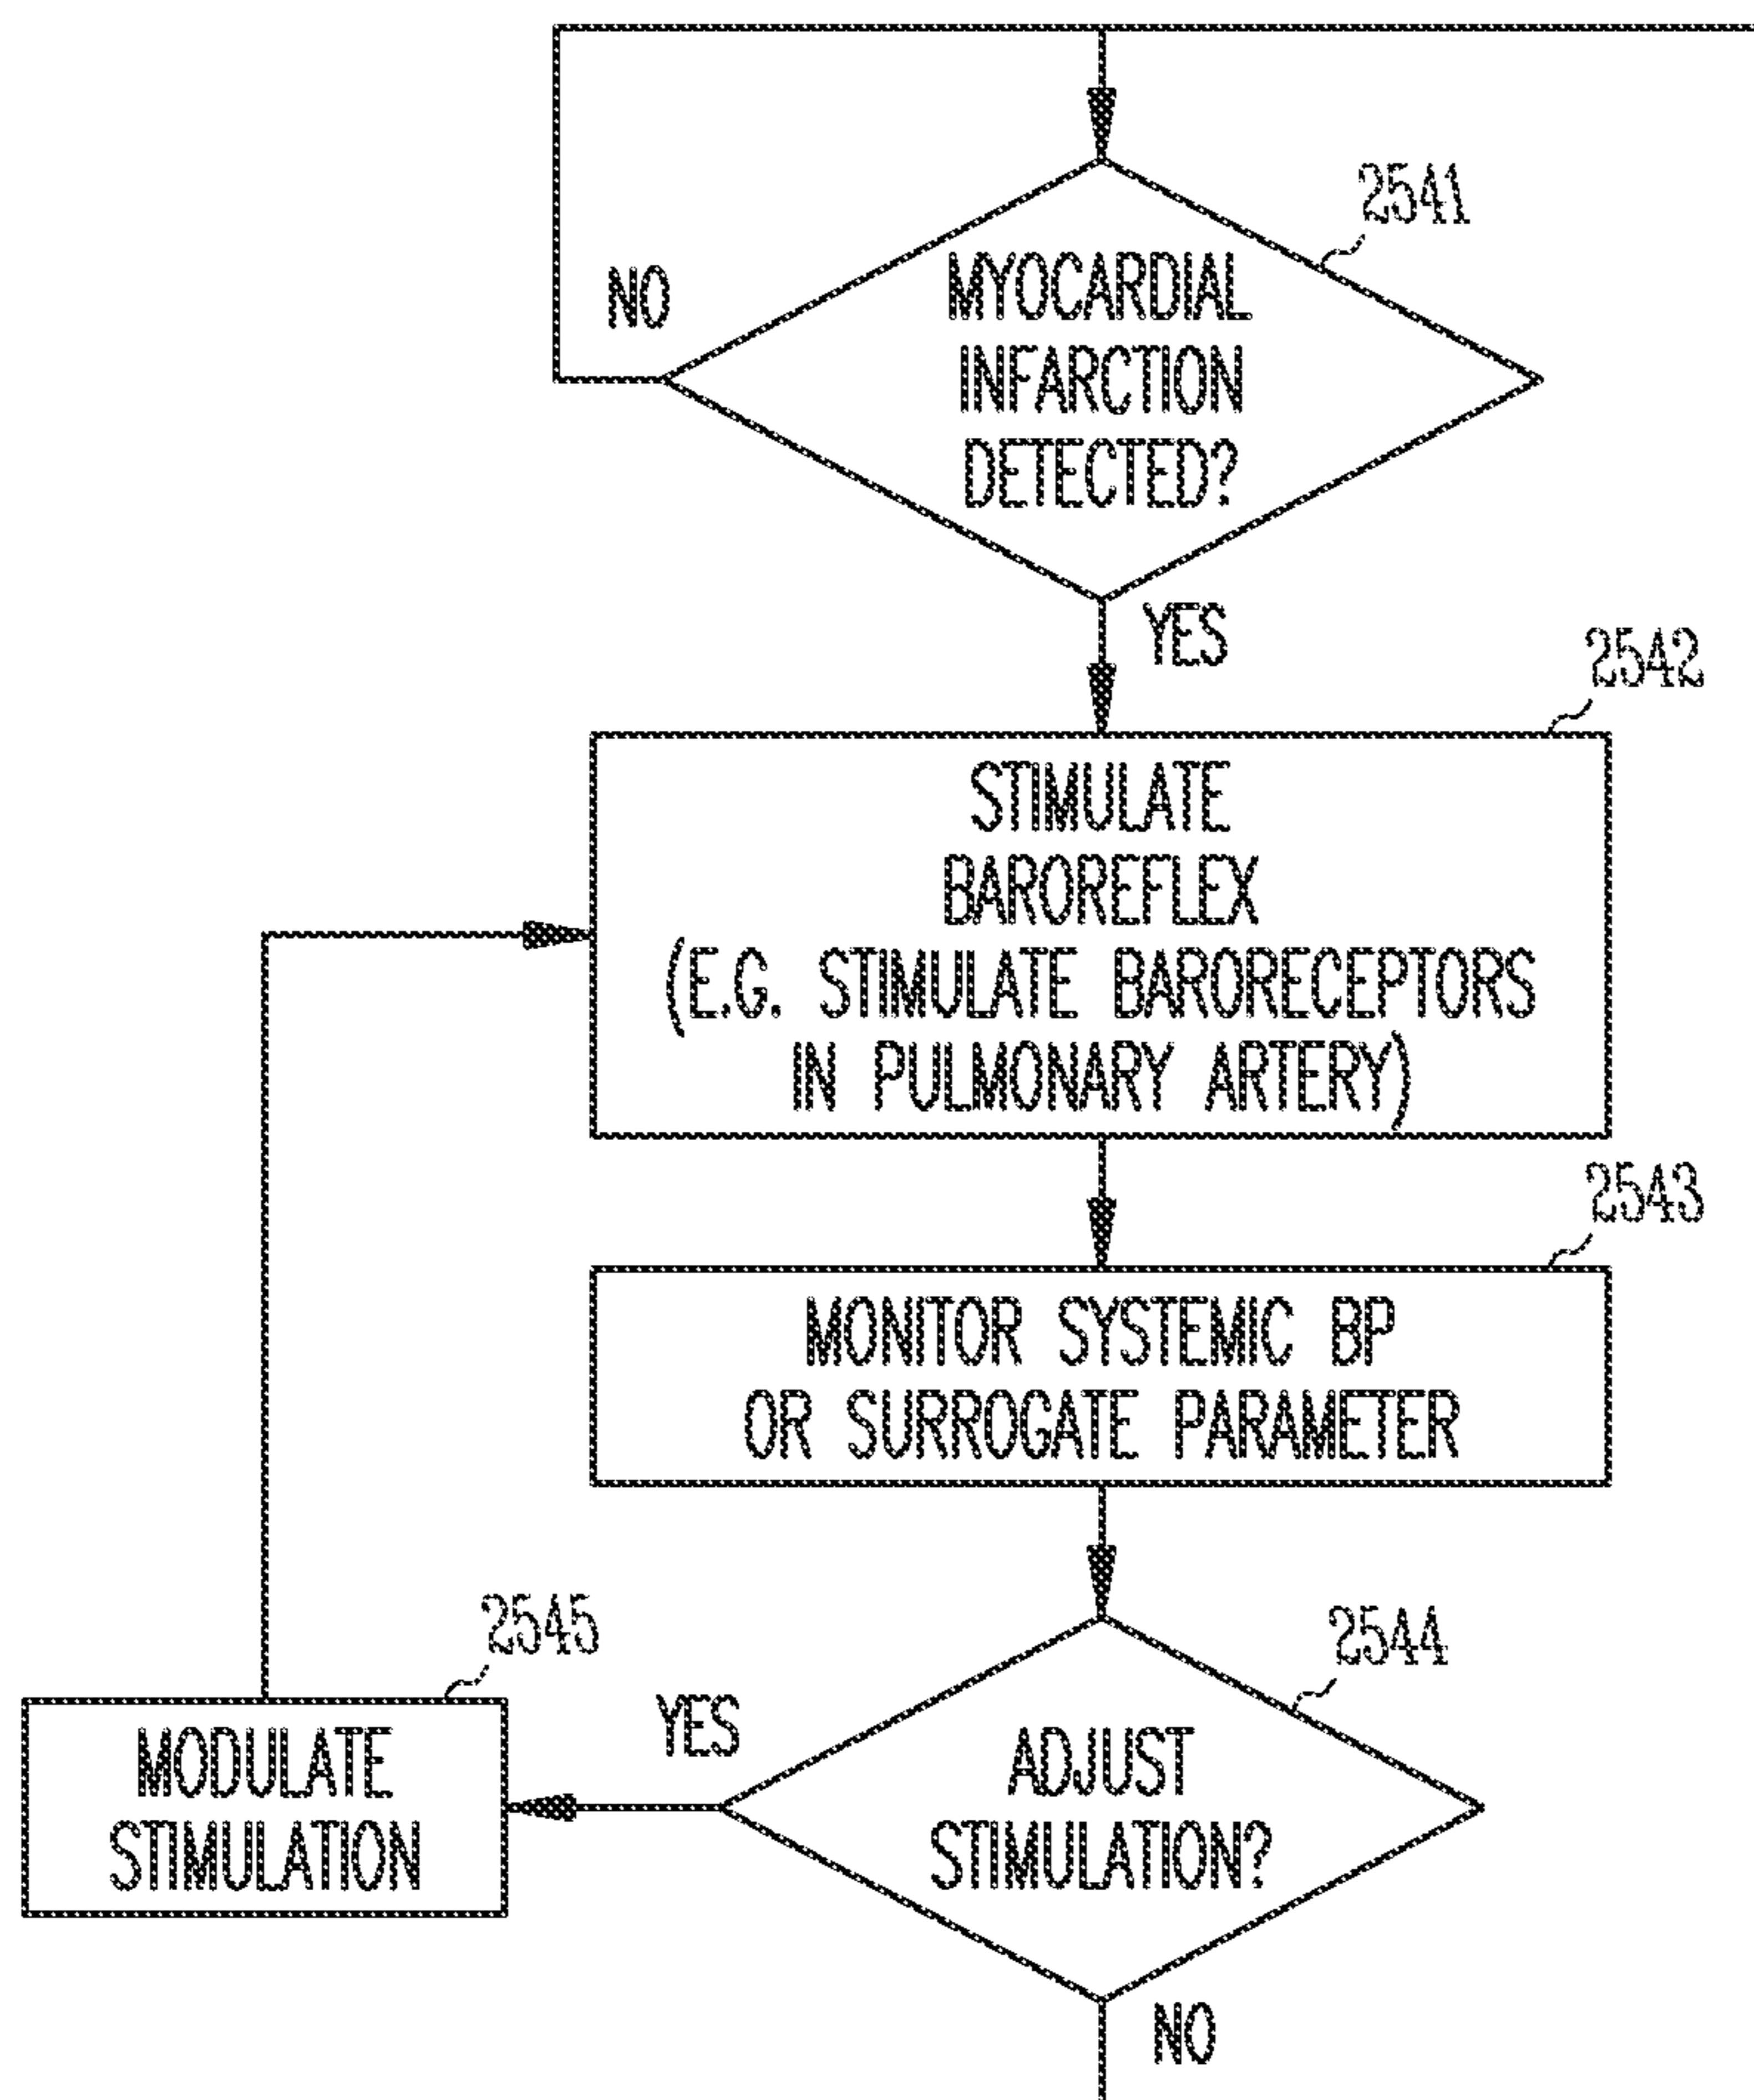 2541
NO
MYOCARDIAL
INFARCTION
DETECTED?
YES
2542
STIMULATE
BAROREFLEX
(E.G. STIMULATE BARORECEPTORS
IN PULMONARY ARTERY)
2543
MONITOR SYSTEMIC BP
OR SURROGATE PARAMETER
2545
2544
YES
MODULATE
STIMULATION
ADJUST
STIMULATION?
NO